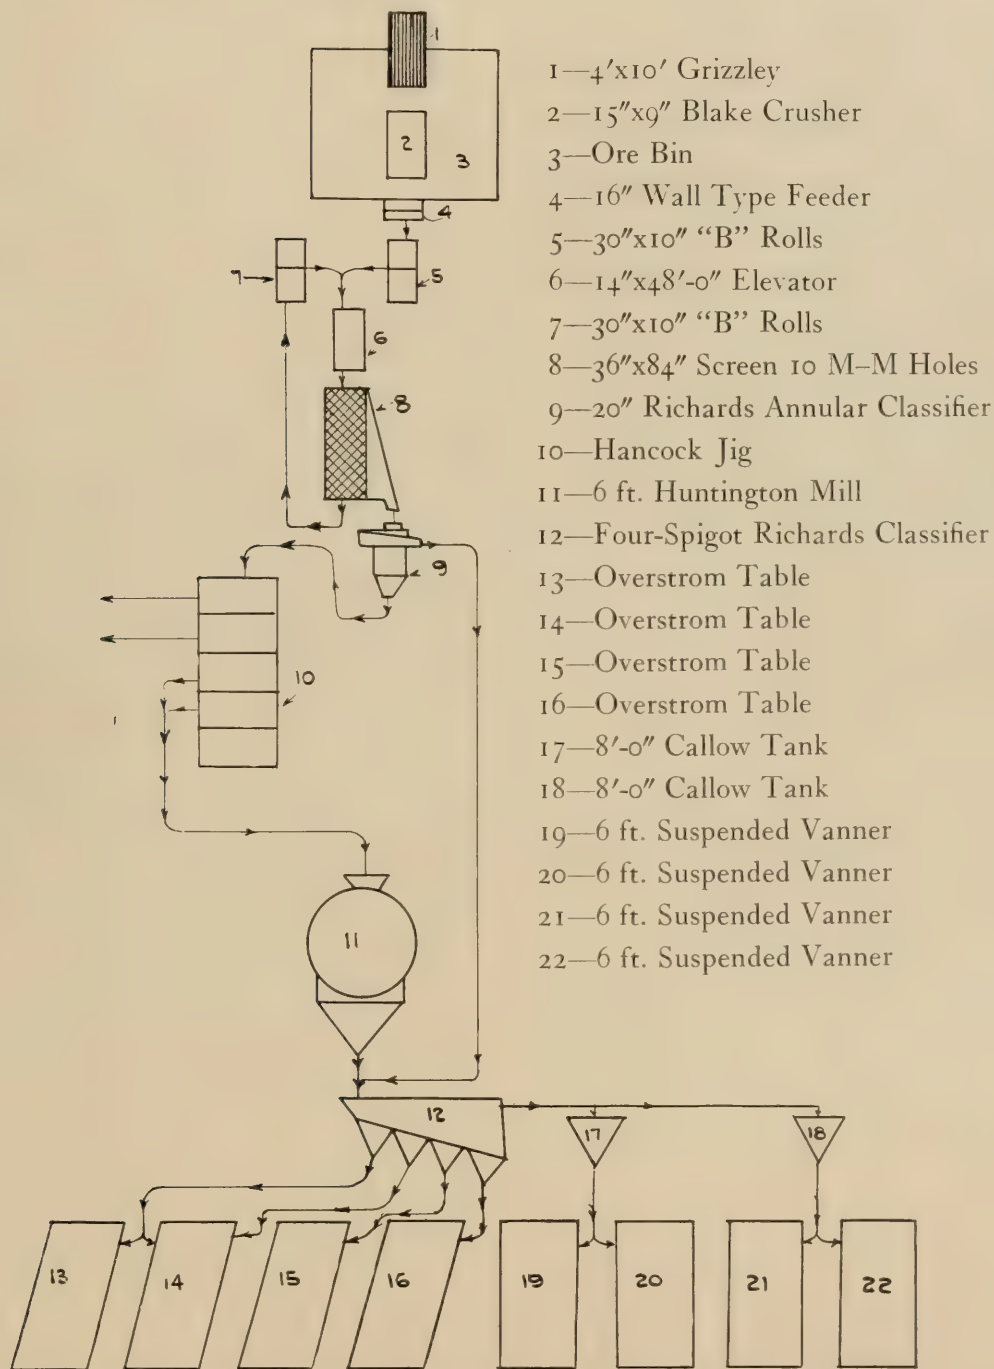 1—4'x10' Grizzley
2—15"x9" Blake Crusher
3—Ore Bin
4—16" Wall Type Feeder
5—30"x10" “B” Rolls
6—14"x48'-0" Elevator
7—30"x10" “B” Rolls
8—36"x84" Screen 10 M–M Holes
9—20" Richards Annular Classifier
10—Hancock Jig
11—6 ft. Huntington Mill
12—Four-Spigot Richards Classifier
13—Overstrom Table
14—Overstrom Table
15—Overstrom Table
16—Overstrom Table
17—8'-0" Callow Tank
18—8'-0" Callow Tank
19—6 ft. Suspended Vanner
20—6 ft. Suspended Vanner
21—6 ft. Suspended Vanner
22—6 ft. Suspended Vanner
1
2
3
4
5
7
6
8
9
10
11
12
17
18
13
14
15
16
19
20
21
22